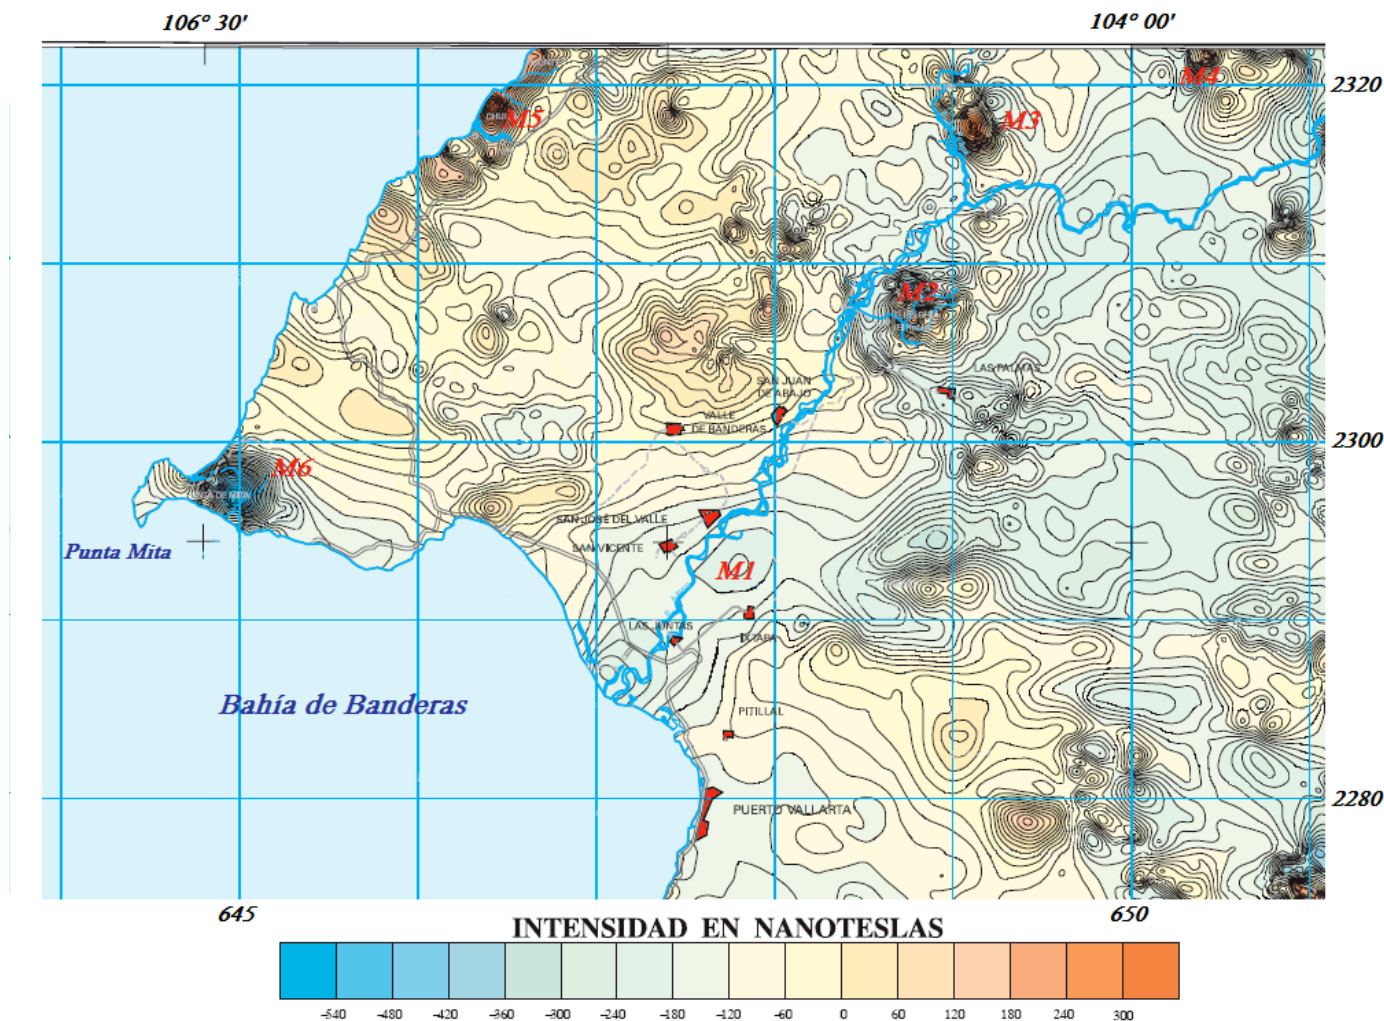 106° 30'
104° 00'
M4
2320
M5
M3
M2
LAS PALMAS
SAN JUAN
DE ABAJO
VALLE
DE BANDERAS
2300
M6
SAN JOSE DEL VALLE
Punta Mita
SAN VICENTE
M1
LAS JUNTAS
IXTAPA
Bahía de Banderas
PITILLAL
2280
PUERTO VALLARTA
645
650
INTENSIDAD EN NANOTESLAS
-540 -480 -420 -360 -300 -240 -180 -120 -60 0 60 120 180 240 300